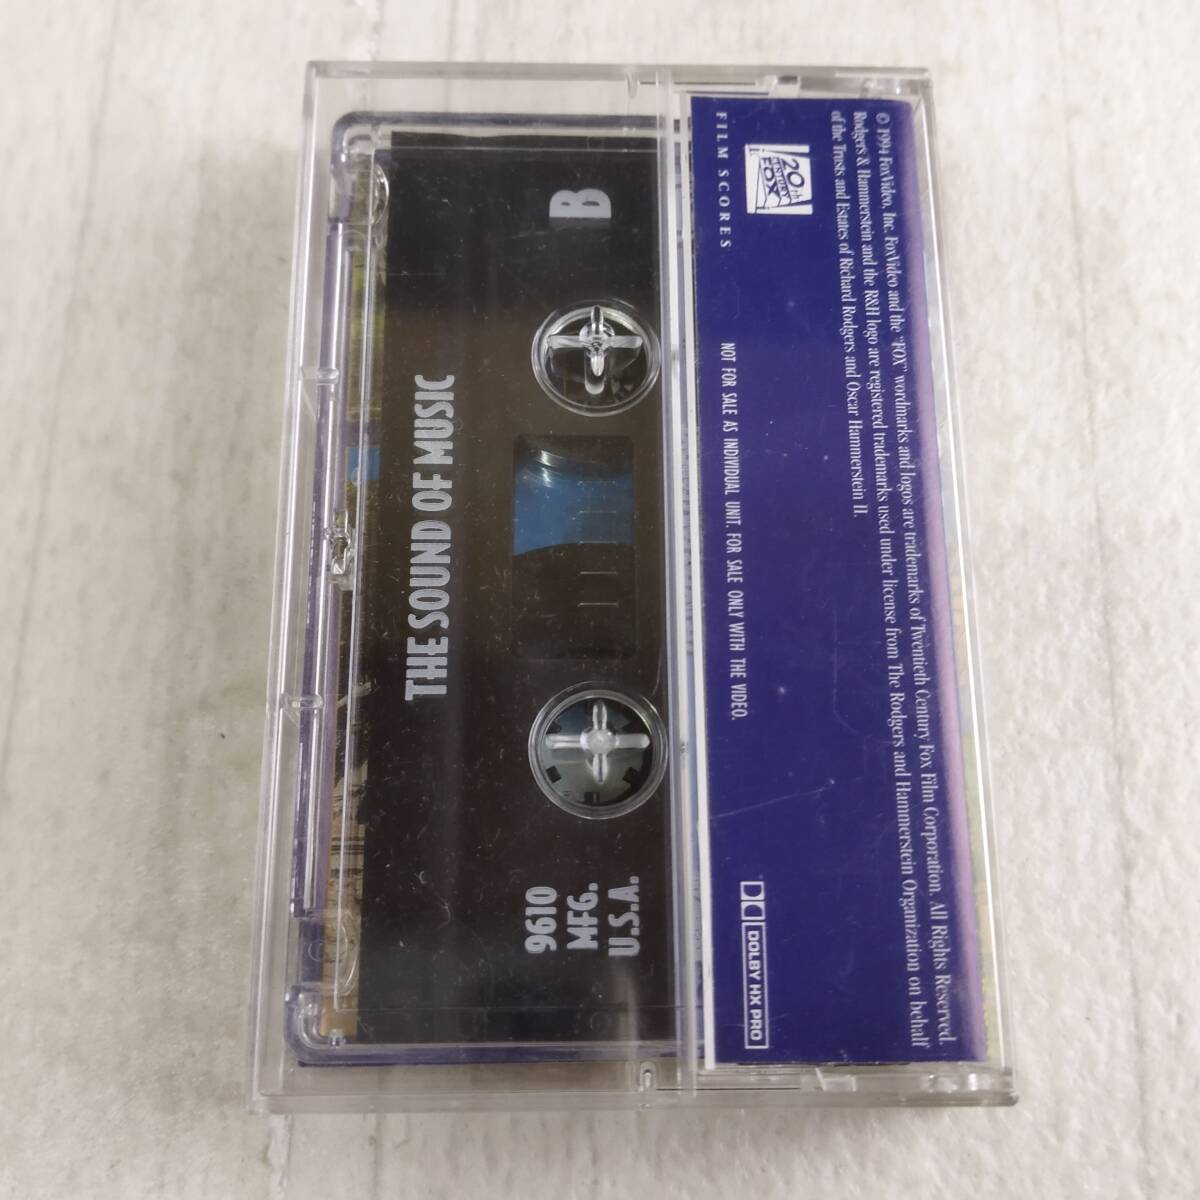 THE SOUND OF MUSIC
B
9610
MFG.
U.S.A.
FILM SCORES
20th
CENTURY
FOX
NOT FOR SALE AS INDIVIDUAL UNIT. FOR SALE ONLY WITH THE VIDEO.
DOLBY HX PRO
© 1994 FoxVideo, Inc. FoxVideo and the "FOX" wordmarks and logos are trademarks of Twentieth Century Fox Film Corporation. All Rights Reserved.
Rodgers & Hammerstein and the R&H logo are registered trademarks used under license from The Rodgers and Hammerstein Organization on behalf
of the Trusts and Estates of Richard Rodgers and Oscar Hammerstein II.